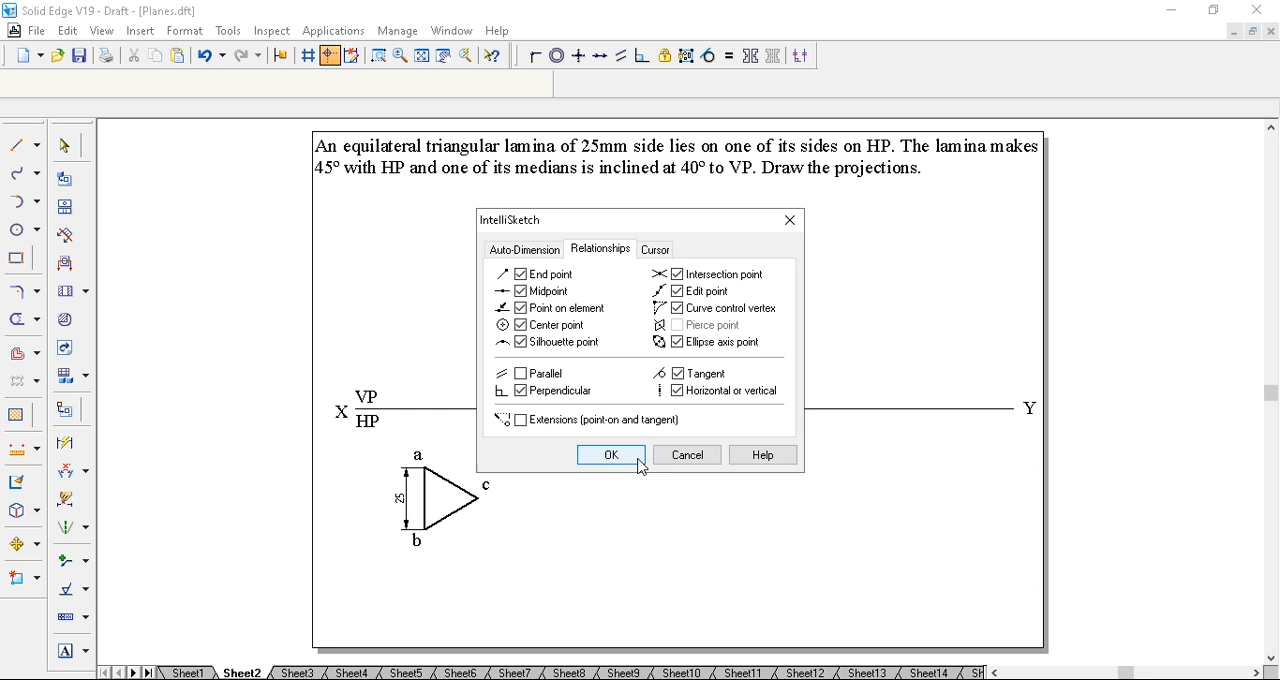 Solid Edge V19 - Draft - [Planes.dft]
File Edit View Insert Format Tools Inspect Applications Manage Window Help
An equilateral triangular lamina of 25mm side lies on one of its sides on HP. The lamina makes
45° with HP and one of its medians is inclined at 40° to VP. Draw the projections.
IntelliSketch
Auto-Dimension Relationships Cursor
End point Intersection point
Midpoint Edit point
Point on element Curve control vertex
Center point Pierce point
Silhouette point Ellipse axis point
Parallel Tangent
Perpendicular Horizontal or vertical
Extensions (point-on and tangent)
OK Cancel Help
VP
X Y
HP
a
c
25
b
A
Sheet1 Sheet2 Sheet3 Sheet4 Sheet5 Sheet6 Sheet7 Sheet8 Sheet9 Sheet10 Sheet11 Sheet12 Sheet13 Sheet14